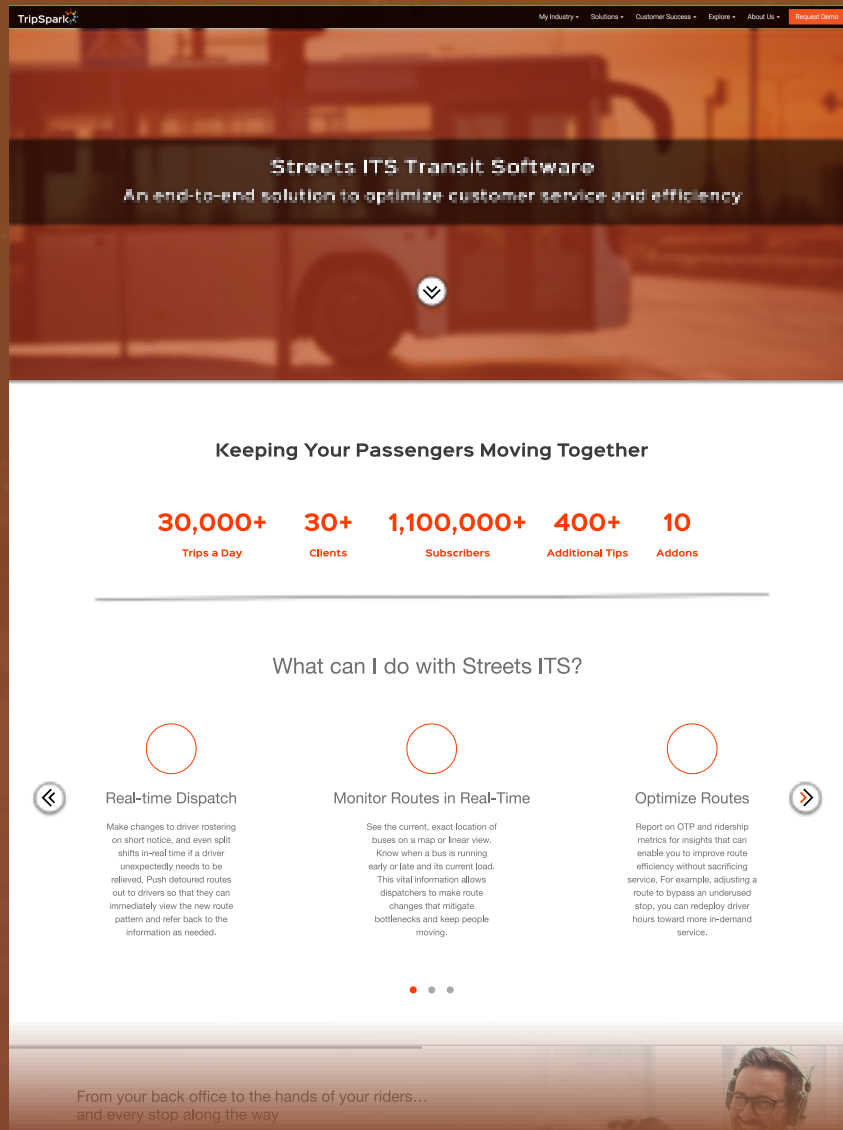 TripSpark
My Industry Solutions Customer Success Explore About Us Request Demo
Streets ITS Transit Software
An end-to-end solution to optimize customer service and efficiency
Keeping Your Passengers Moving Together
30,000+ 30+ 1,100,000+ 400+ 10
Trips a Day Clients Subscribers Additional Tips Addons
What can I do with Streets ITS?
Real-time Dispatch
Make changes to driver rostering
on short notice, and even split
shifts in-real time if a driver
unexpectedly needs to be
relieved. Push detoured routes
out to drivers so that they can
immediately view the new route
pattern and refer back to the
information as needed.
Monitor Routes in Real-Time
See the current, exact location of
buses on a map or linear view.
Know when a bus is running
early or late and its current load.
This vital information allows
dispatchers to make route
changes that mitigate
bottlenecks and keep people
moving.
Optimize Routes
Report on OTP and ridership
metrics for insights that can
enable you to improve route
efficiency without sacrificing
service. For example, adjusting a
route to bypass an underused
stop, you can redeploy driver
hours toward more in-demand
service.
From your back office to the hands of your riders...
and every stop along the way